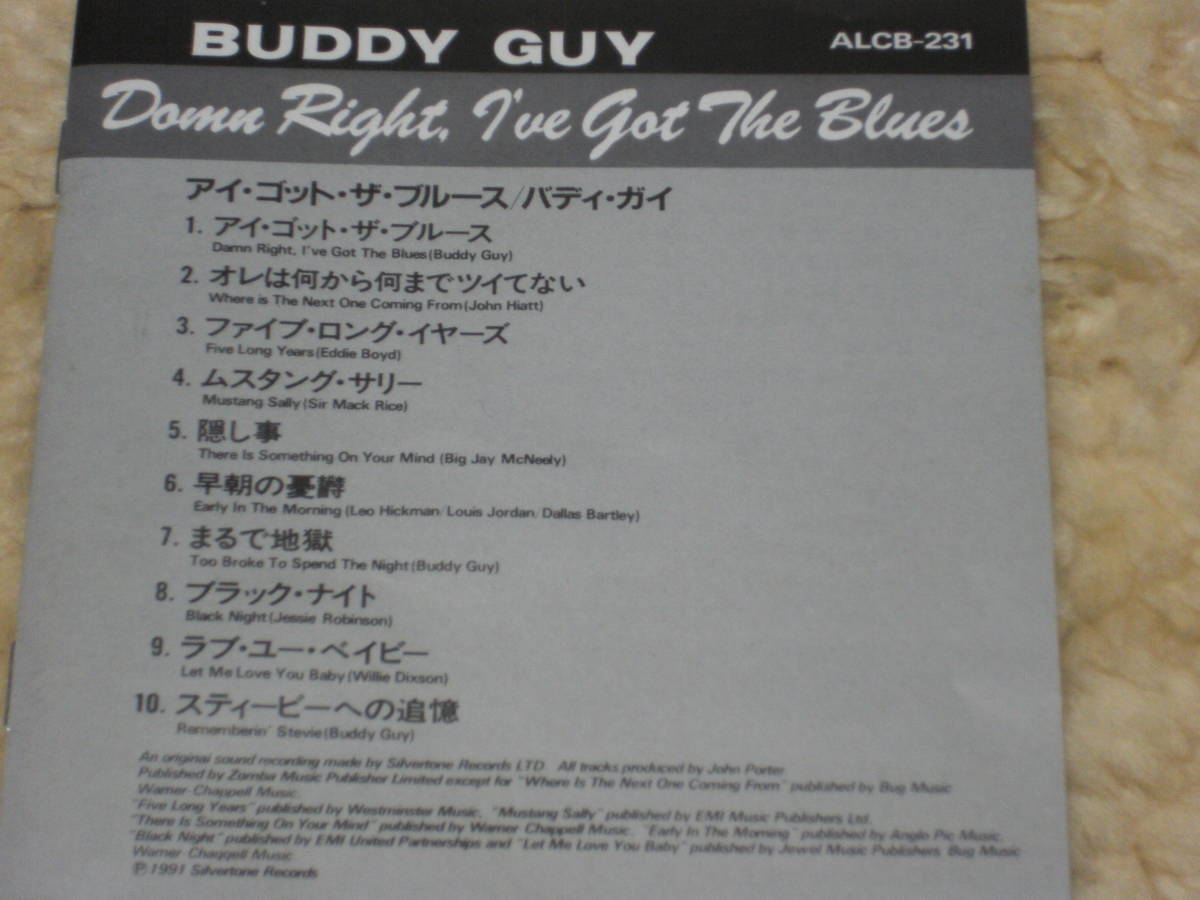 BUDDY GUY
ALCB-231
Damn Right, I've Got The Blues
アイ・ゴット・ザ・ブルース/バディ・ガイ
1. アイ・ゴット・ザ・ブルース
Damn Right, I've Got The Blues(Buddy Guy)
2. オレは何から何までツイてない
Where is The Next One Coming From(John Hiatt)
3. ファイブ・ロング・イヤーズ
Five Long Years(Eddie Boyd)
4. ムスタング・サリー
Mustang Sally(Sir Mack Rice)
5. 隠し事
There Is Something On Your Mind (Big Jay McNeely)
6. 早朝の憂欝
Early In The Morning (Leo Hickman/Louis Jordan/Dallas Bartley)
7. まるで地獄
Too Broke To Spend The Night(Buddy Guy)
8. ブラック・ナイト
Black Night(Jessie Robinson)
9. ラブ・ユー・ベイビー
Let Me Love You Baby(Willie Dixson)
10. スティービーへの追憶
Rememberin' Stevie(Buddy Guy)
An original sound recording made by Silvertone Records LTD. All tracks produced by John Porter
Published by Zomba Music Publisher Limited except for "Where Is The Next One Coming From" published by Bug Music
Warner-Chappell Music.
"Five Long Years" published by Westminster Music, "Mustang Sally" published by EMI Music Publishers Ltd.
"There Is Something On Your Mind" published by Warner Chappell Music, "Early In The Morning" published by Anglo Pic Music,
"Black Night" published by EMI United Partnerships and "Let Me Love You Baby" published by Jewel Music Publishers, Bug Music
Warner-Chaggell Music
Ⓟ1991 Silvertone Records